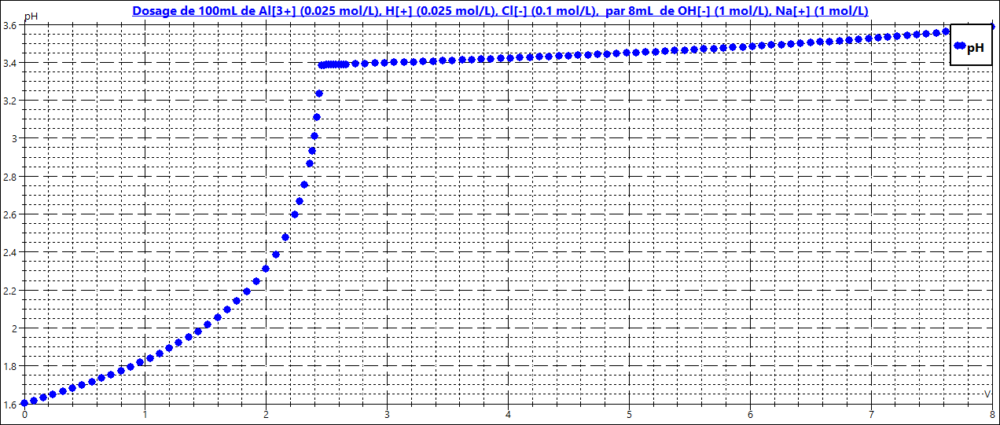 Dosage de 100mL de Al[3+] (0.025 mol/L), H[+] (0.025 mol/L), Cl[-] (0.1 mol/L),  par 8mL  de OH[-] (1 mol/L), Na[+] (1 mol/L)
pH
3.6
pH
3.4
3.2
3
2.8
2.6
2.4
2.2
2
1.8
1.6
V
0 1 2 3 4 5 6 7 8